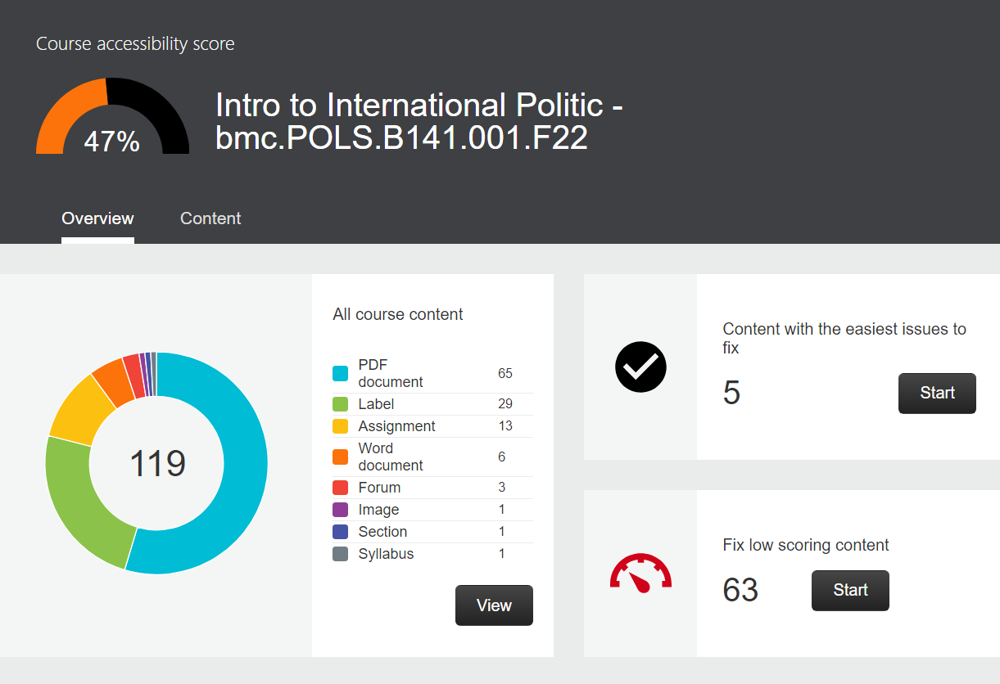 Course accessibility score
47%
Intro to International Politic -
bmc.POLS.B141.001.F22
Overview
Content
119
All course content
PDF
document
65
Label 29
Assignment 13
Word
document
6
Forum 3
Image 1
Section 1
Syllabus 1
View
Content with the easiest issues to
fix
5
Start
Fix low scoring content
63
Start